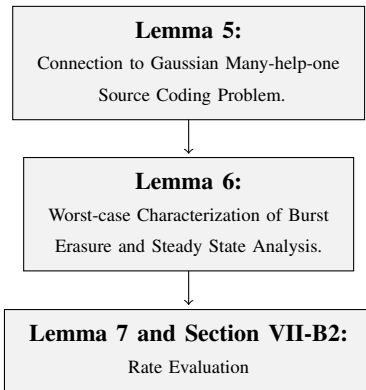 Lemma 5:
Connection to Gaussian Many-help-one
Source Coding Problem.
Lemma 6:
Worst-case Characterization of Burst
Erasure and Steady State Analysis.
Lemma 7 and Section VII-B2:
Rate Evaluation